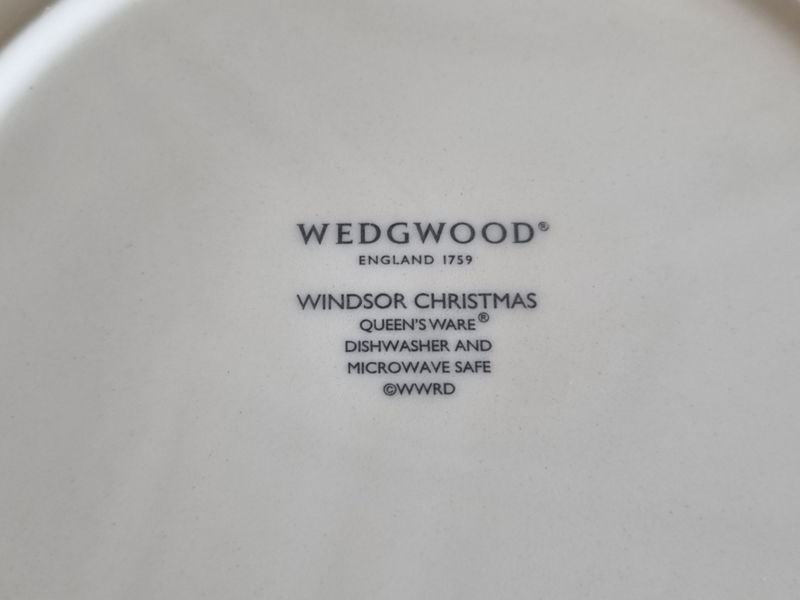 WEDGWOOD®
ENGLAND 1759
WINDSOR CHRISTMAS
QUEEN'S WARE®
DISHWASHER AND
MICROWAVE SAFE
©WWRD